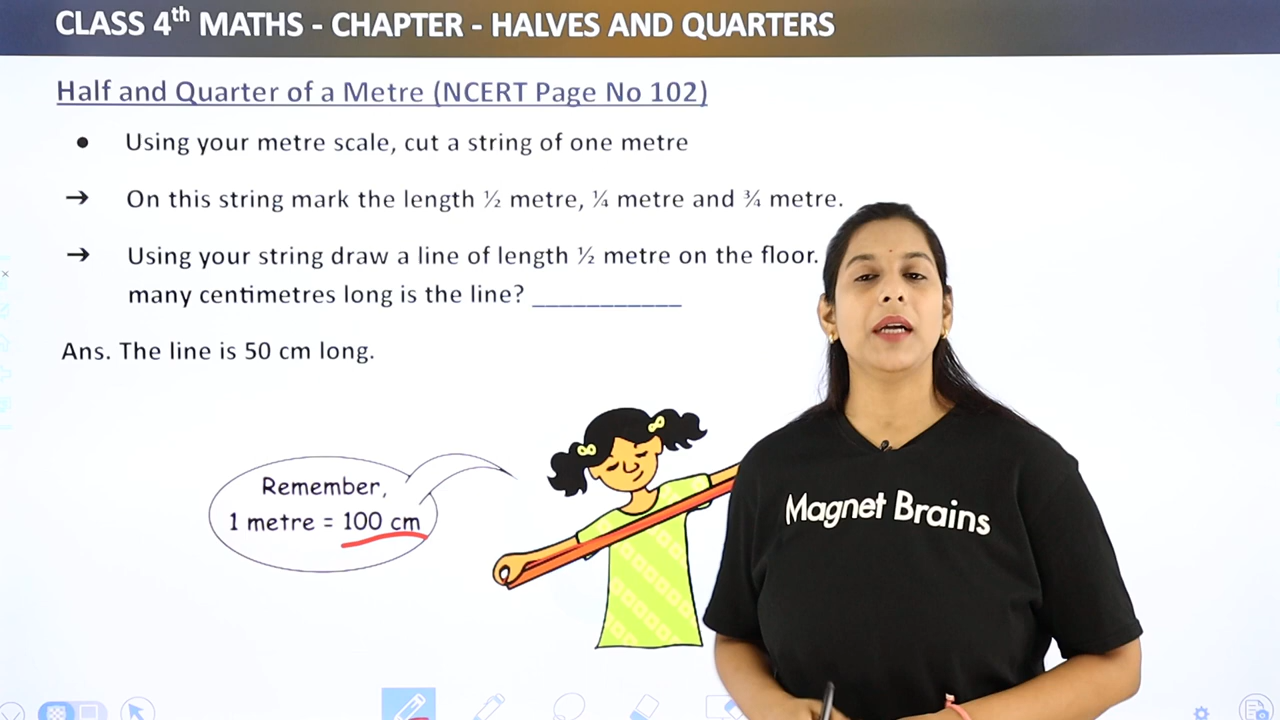 CLASS 4th MATHS - CHAPTER - HALVES AND QUARTERS
Half and Quarter of a Metre (NCERT Page No 102)
● Using your metre scale, cut a string of one metre
→ On this string mark the length ½ metre, ¼ metre and ¾ metre.
→ Using your string draw a line of length ½ metre on the floor.
many centimetres long is the line? ___________
Ans. The line is 50 cm long.
Remember,
1 metre = 100 cm
Magnet Brains